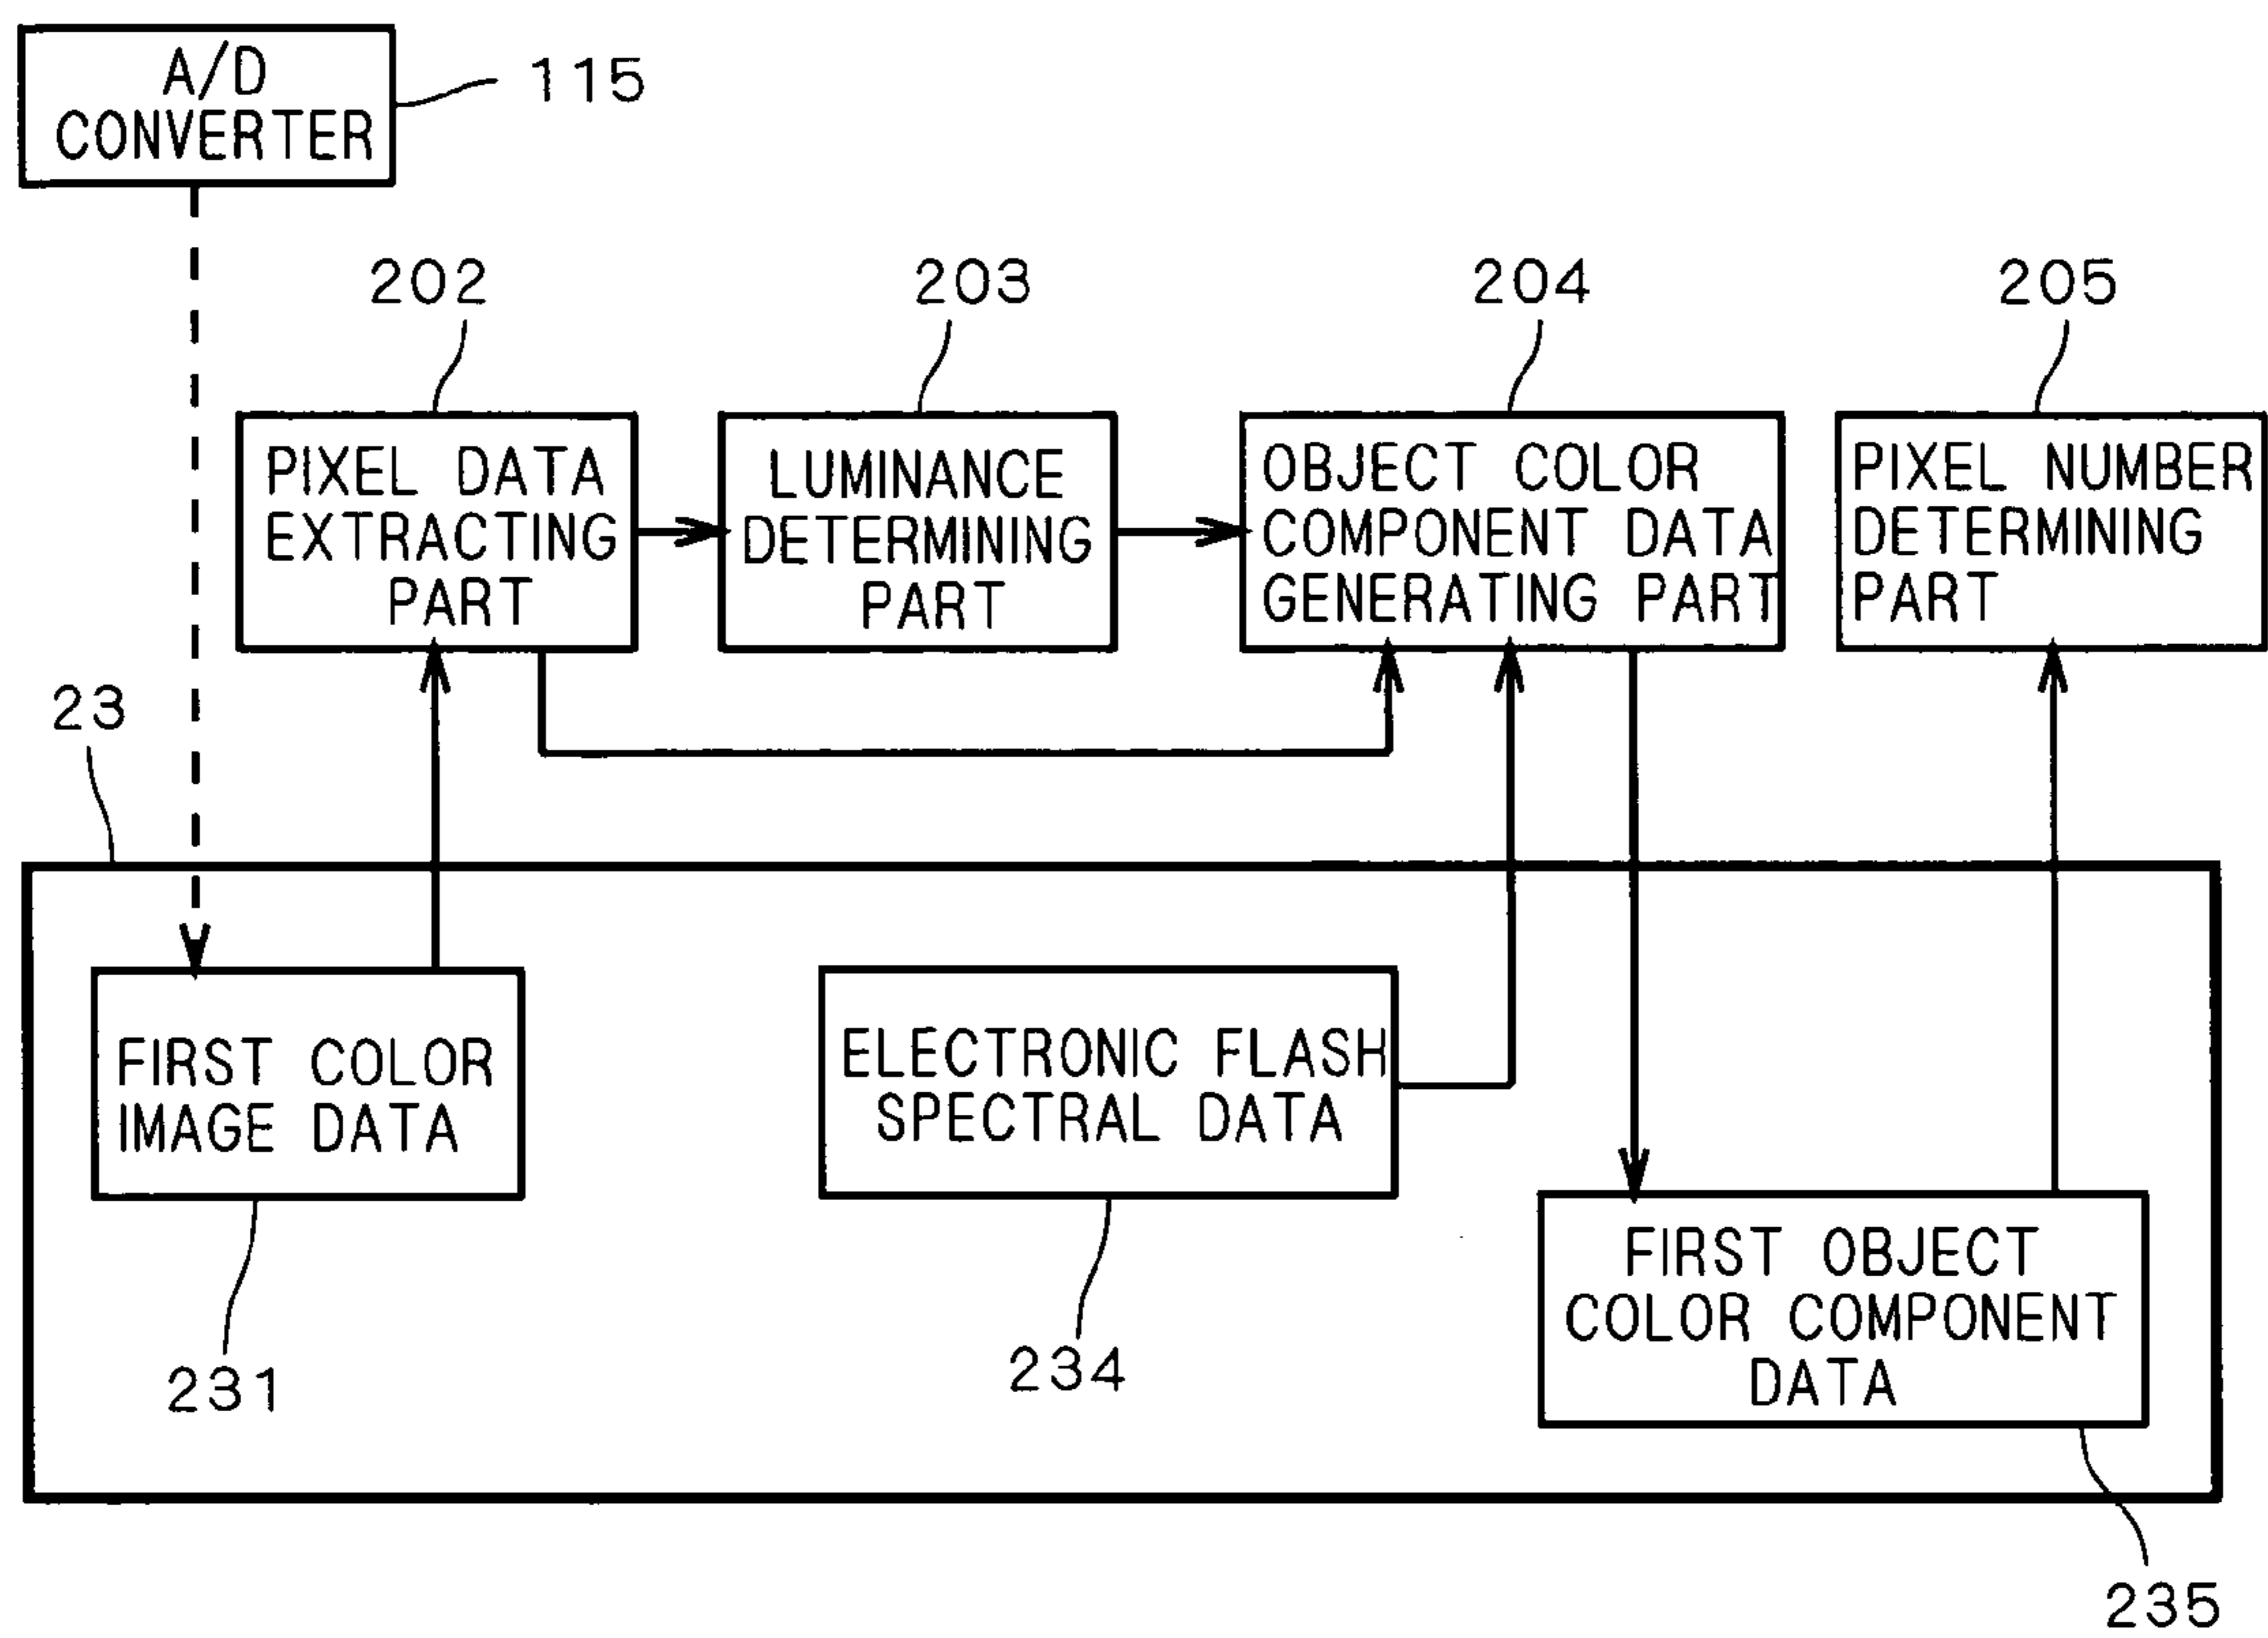 A/D
CONVERTER
115
202
203
204
205
PIXEL DATA
EXTRACTING
PART
LUMINANCE
DETERMINING
PART
OBJECT COLOR
COMPONENT DATA
GENERATING PART
PIXEL NUMBER
DETERMINING
PART
23
FIRST COLOR
IMAGE DATA
231
ELECTRONIC FLASH
SPECTRAL DATA
234
FIRST OBJECT
COLOR COMPONENT
DATA
235